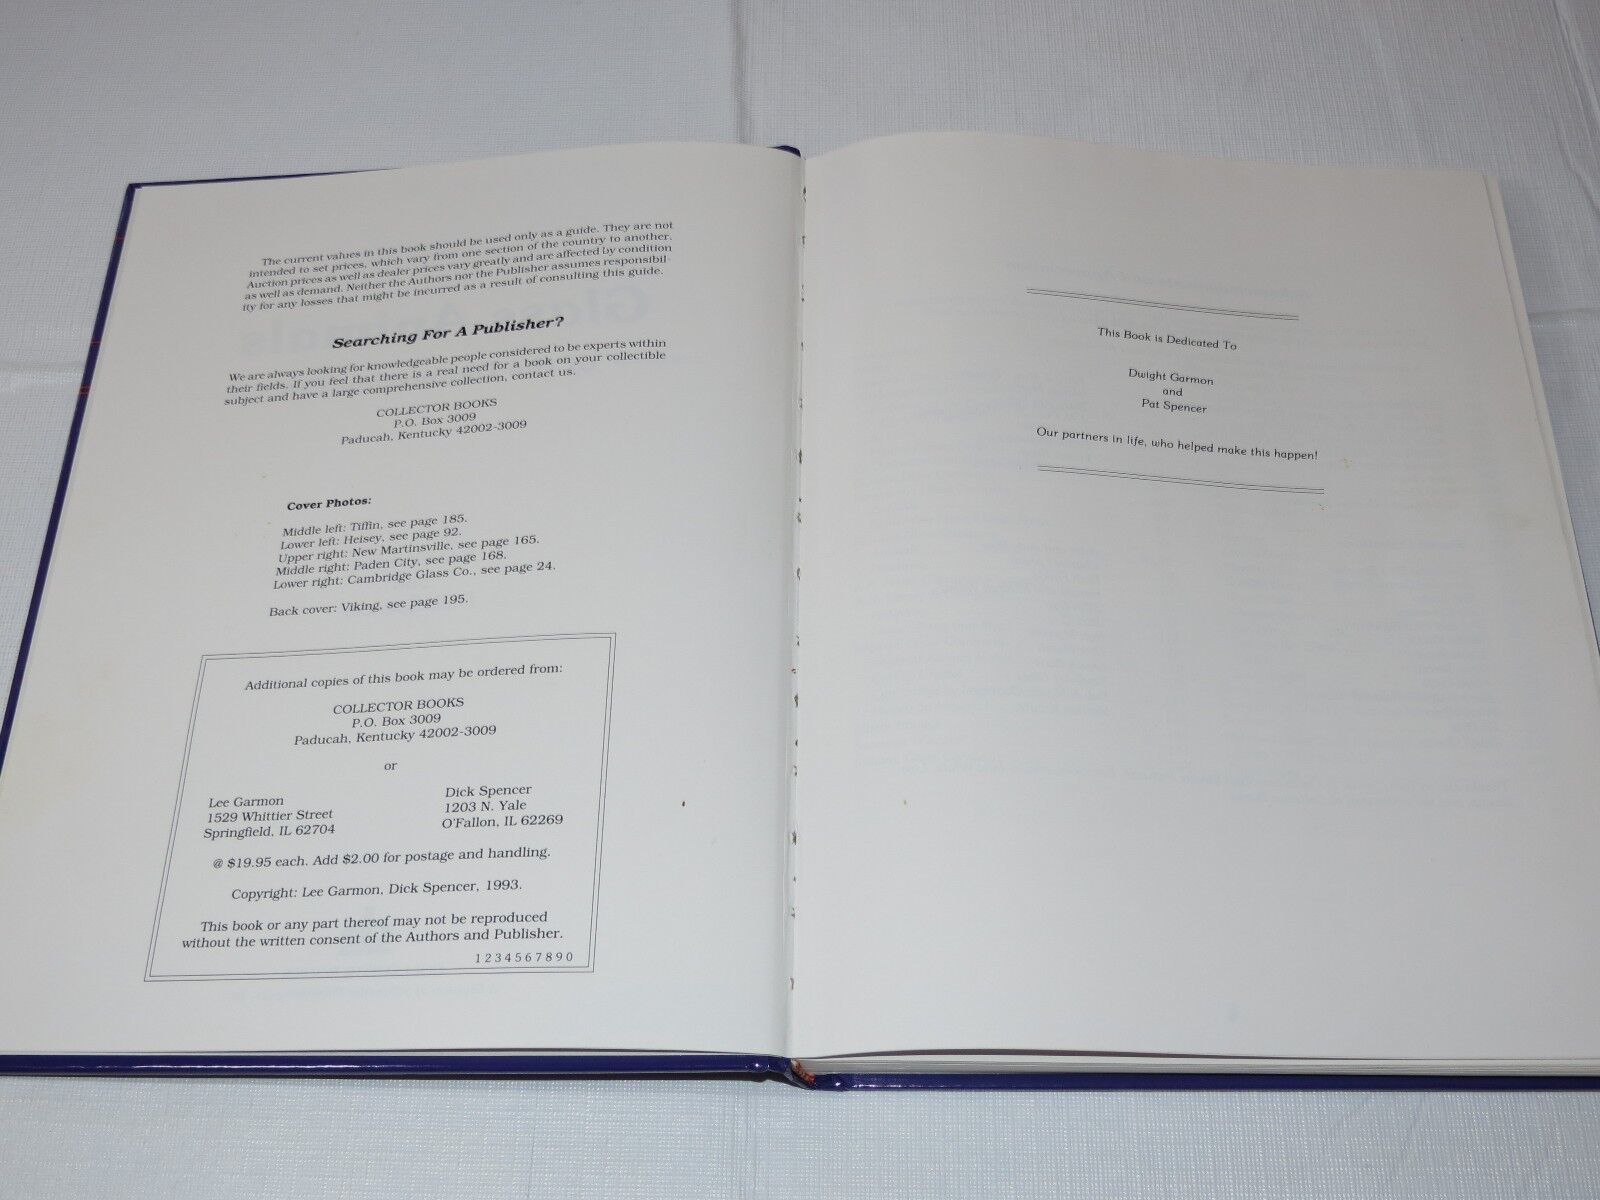 The current values in this book should be used only as a guide. They are not
intended to set prices, which vary from one section of the country to another.
Auction prices as well as dealer prices vary greatly and are affected by condition
as well as demand. Neither the Authors nor the Publisher assumes responsibil-
ity for any losses that might be incurred as a result of consulting this guide.
Searching For A Publisher?
We are always looking for knowledgeable people considered to be experts within
their fields. If you feel that there is a real need for a book on your collectible
subject and have a large comprehensive collection, contact us.
COLLECTOR BOOKS
P.O. Box 3009
Paducah, Kentucky 42002-3009
Cover Photos:
Middle left: Tiffin, see page 185.
Lower left: Heisey, see page 92.
Upper right: New Martinsville, see page 165.
Middle right: Paden City, see page 168.
Lower right: Cambridge Glass Co., see page 24.
Back cover: Viking, see page 195.
Additional copies of this book may be ordered from:
COLLECTOR BOOKS
P.O. Box 3009
Paducah, Kentucky 42002-3009
or
Lee Garmon
1529 Whittier Street
Springfield, IL 62704
Dick Spencer
1203 N. Yale
O'Fallon, IL 62269
@ $19.95 each. Add $2.00 for postage and handling.
Copyright: Lee Garmon, Dick Spencer, 1993.
This book or any part thereof may not be reproduced
without the written consent of the Authors and Publisher.
1 2 3 4 5 6 7 8 9 0
This Book is Dedicated To
Dwight Garmon
and
Pat Spencer
Our partners in life, who helped make this happen!